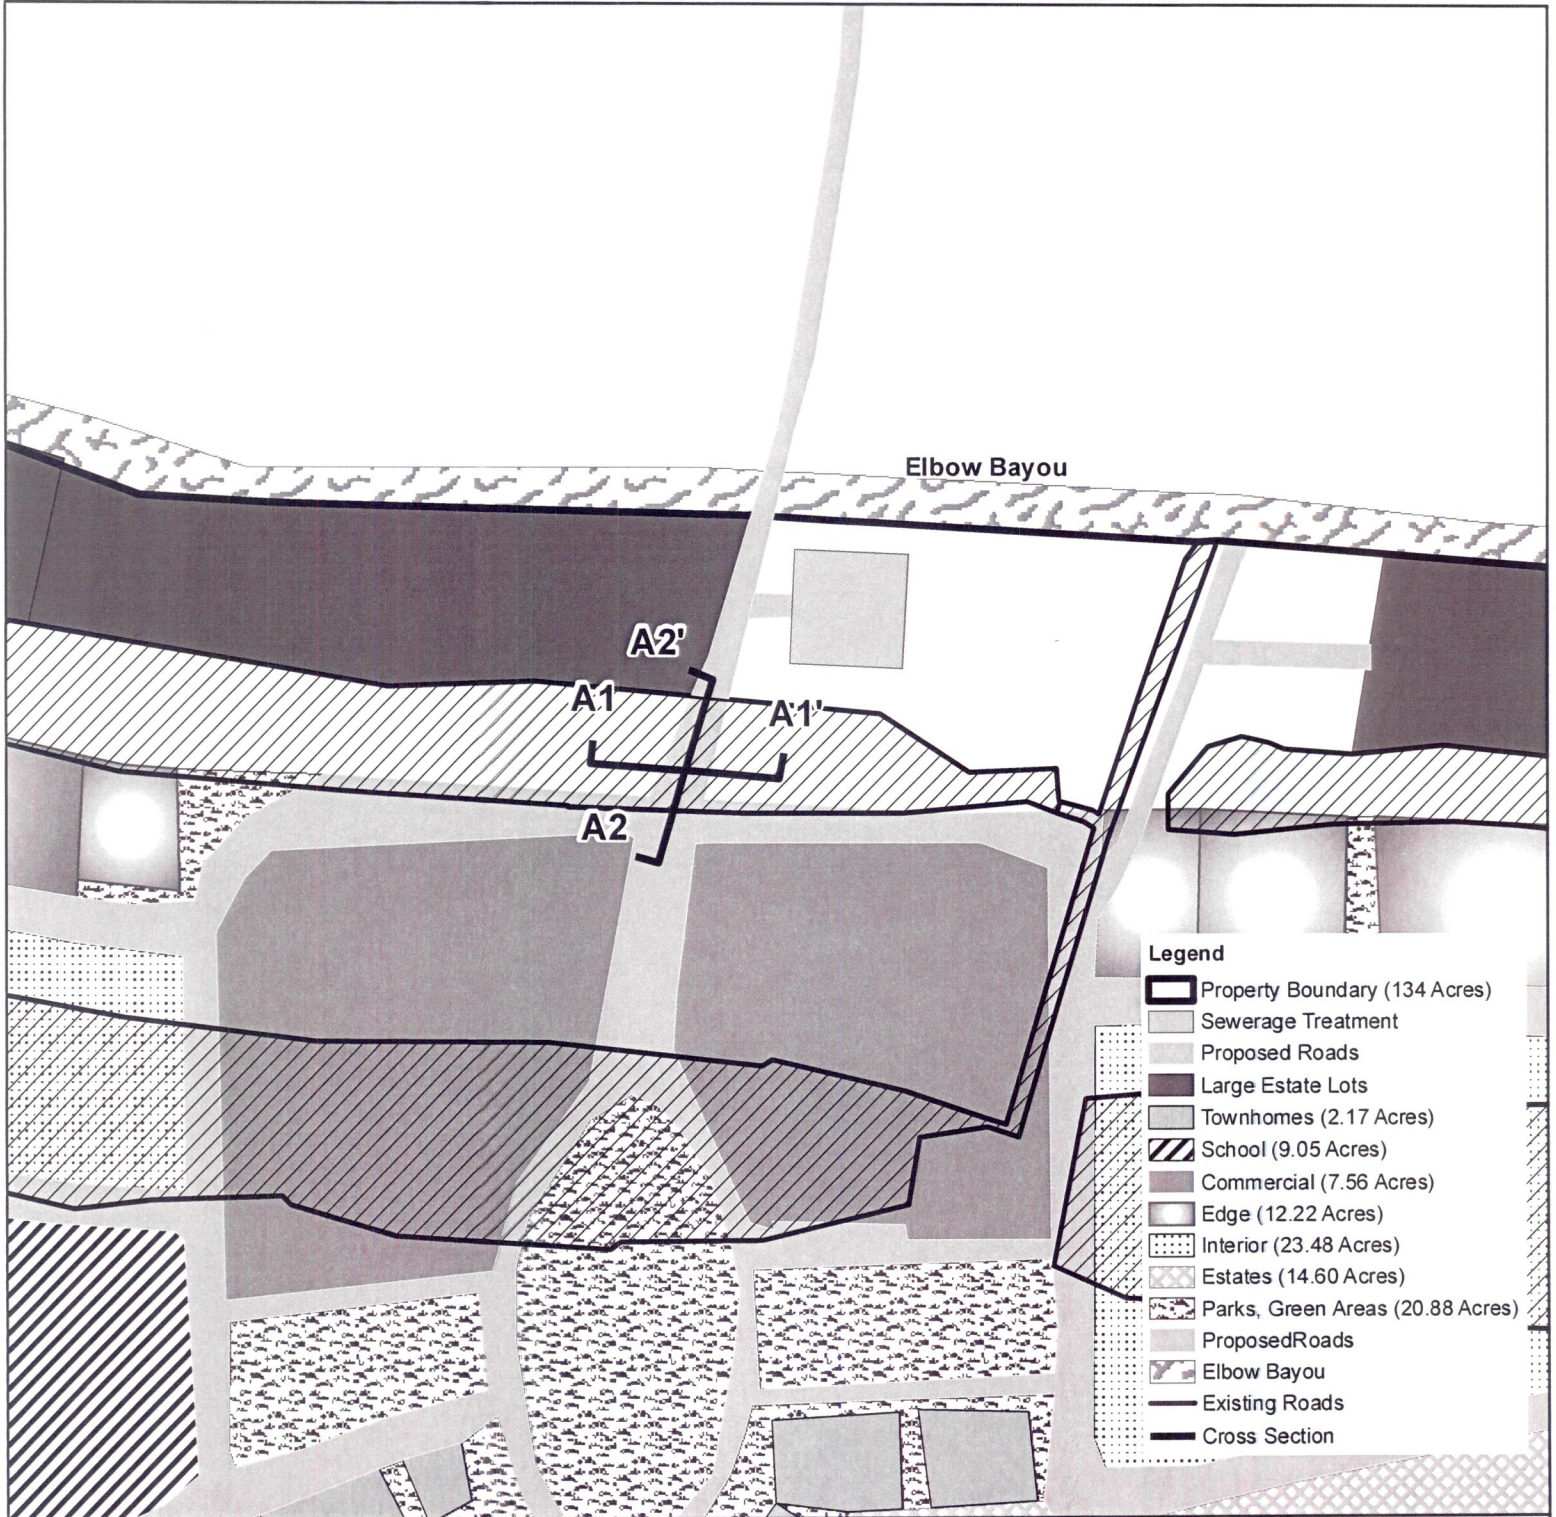 Elbow Bayou
A2'
A1
A1'
A2
Legend
Property Boundary (134 Acres)
Sewerage Treatment
Proposed Roads
Large Estate Lots
Townhomes (2.17 Acres)
School (9.05 Acres)
Commercial (7.56 Acres)
Edge (12.22 Acres)
Interior (23.48 Acres)
Estates (14.60 Acres)
Parks, Green Areas (20.88 Acres)
ProposedRoads
Elbow Bayou
Existing Roads
Cross Section